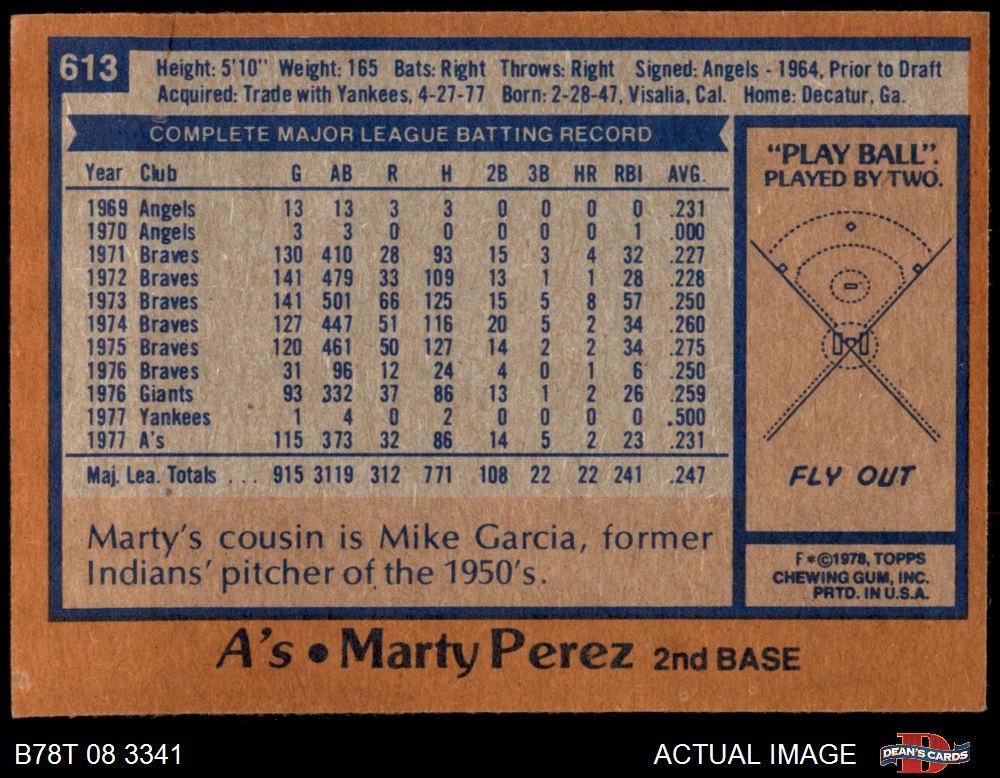 613
Height: 5'10" Weight: 165 Bats: Right Throws: Right Signed: Angels - 1964, Prior to Draft
Acquired: Trade with Yankees, 4-27-77 Born: 2-28-47, Visalia, Cal. Home: Decatur, Ga.
COMPLETE MAJOR LEAGUE BATTING RECORD
Year Club G AB R H 2B 3B HR RBI AVG.
1969 Angels 13 13 3 3 0 0 0 0 .231
1970 Angels 3 3 0 0 0 0 0 1 .000
1971 Braves 130 410 28 93 15 3 4 32 .227
1972 Braves 141 479 33 109 13 1 1 28 .228
1973 Braves 141 501 66 125 15 5 8 57 .250
1974 Braves 127 447 51 116 20 5 2 34 .260
1975 Braves 120 461 50 127 14 2 2 34 .275
1976 Braves 31 96 12 24 4 0 1 6 .250
1976 Giants 93 332 37 86 13 1 2 26 .259
1977 Yankees 1 4 0 2 0 0 0 0 .500
1977 A's 115 373 32 86 14 5 2 23 .231
Maj. Lea. Totals . . . 915 3119 312 771 108 22 22 241 .247
Marty's cousin is Mike Garcia, former
Indians' pitcher of the 1950's.
"PLAY BALL".
PLAYED BY TWO.
FLY OUT
F*©1978, TOPPS
CHEWING GUM, INC.
PRTD. IN U.S.A.
A's • Marty Perez 2nd BASE
B78T 08 3341
ACTUAL IMAGE
D
DEAN'S CARDS